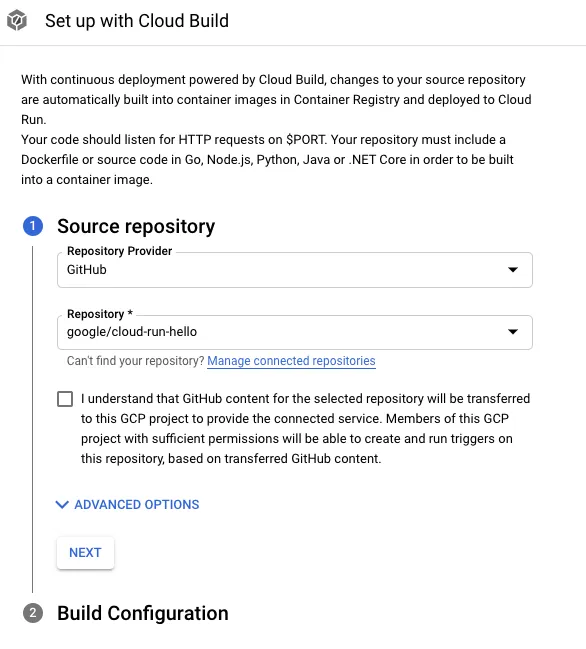 Set up with Cloud Build
With continuous deployment powered by Cloud Build, changes to your source repository
are automatically built into container images in Container Registry and deployed to Cloud
Run.
Your code should listen for HTTP requests on $PORT. Your repository must include a
Dockerfile or source code in Go, Node.js, Python, Java or .NET Core in order to be built
into a container image.
1 Source repository
Repository Provider
GitHub
Repository *
google/cloud-run-hello
Can't find your repository? Manage connected repositories
I understand that GitHub content for the selected repository will be transferred
to this GCP project to provide the connected service. Members of this GCP
project with sufficient permissions will be able to create and run triggers on
this repository, based on transferred GitHub content.
ADVANCED OPTIONS
NEXT
2 Build Configuration